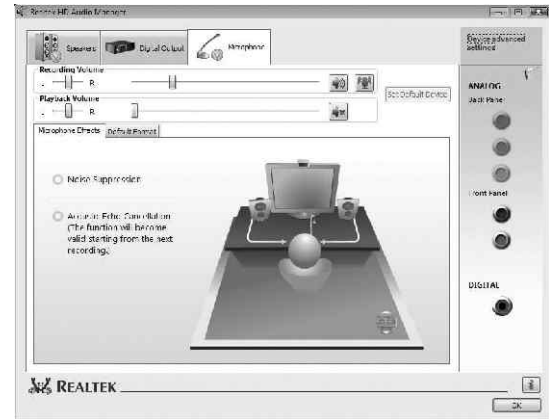 Realtek HD Audio Manager
Speakers
Digital Output
Microphone
Device advanced
settings
Recording Volume
L
R
Set Default Device
Playback Volume
L
R
ANALOG
Back Panel
Microphone Effects
Default Format
Noise Suppression
Acoustic Echo Cancellation
(The function will become
valid starting from the next
recording.)
Front Panel
DIGITAL
REALTEK
i
OK